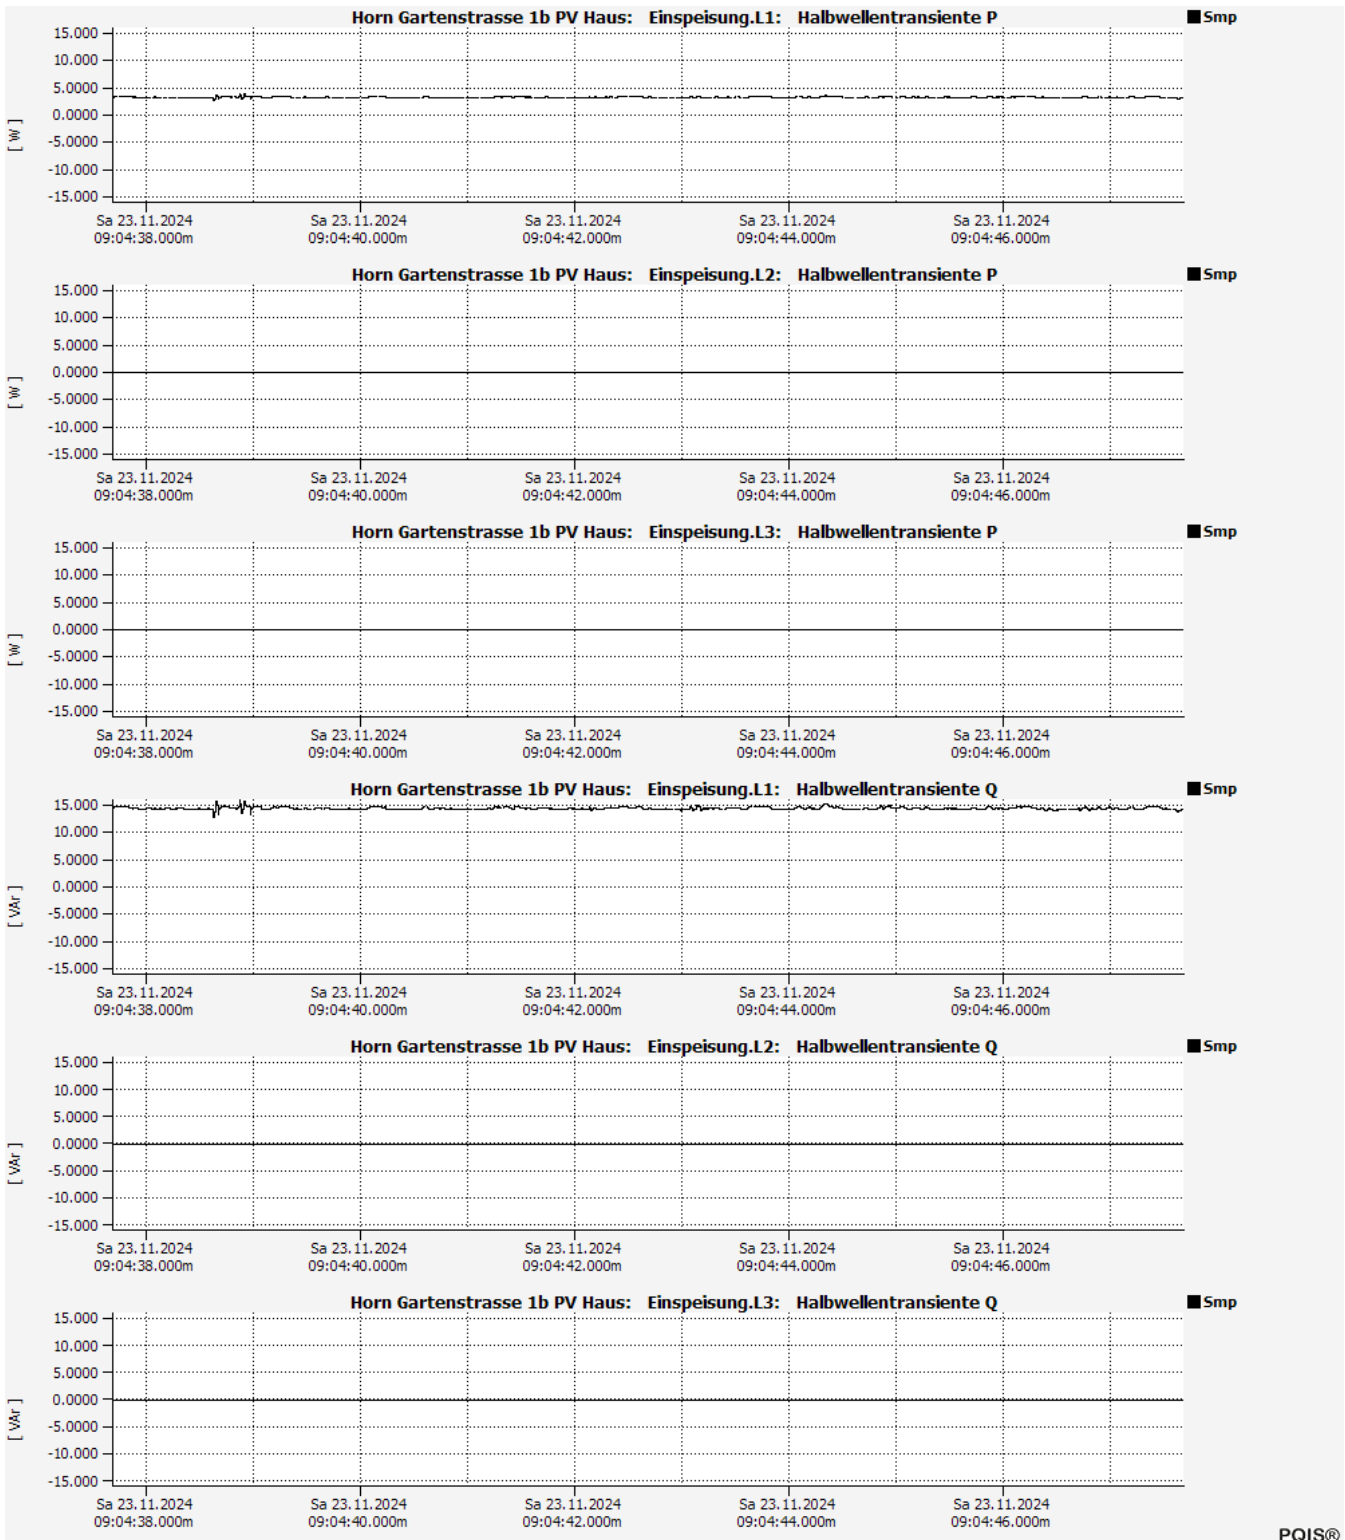 Horn Gartenstrasse 1b PV Haus: Einspeisung.L1: Halbwellentransiente P
Smp
15.000
10.000
5.0000
0.0000
-5.0000
-10.000
-15.000
[ W ]
Sa 23.11.2024 Sa 23.11.2024 Sa 23.11.2024 Sa 23.11.2024 Sa 23.11.2024
09:04:38.000m 09:04:40.000m 09:04:42.000m 09:04:44.000m 09:04:46.000m
Horn Gartenstrasse 1b PV Haus: Einspeisung.L2: Halbwellentransiente P
Smp
15.000
10.000
5.0000
0.0000
-5.0000
-10.000
-15.000
[ W ]
Sa 23.11.2024 Sa 23.11.2024 Sa 23.11.2024 Sa 23.11.2024 Sa 23.11.2024
09:04:38.000m 09:04:40.000m 09:04:42.000m 09:04:44.000m 09:04:46.000m
Horn Gartenstrasse 1b PV Haus: Einspeisung.L3: Halbwellentransiente P
Smp
15.000
10.000
5.0000
0.0000
-5.0000
-10.000
-15.000
[ W ]
Sa 23.11.2024 Sa 23.11.2024 Sa 23.11.2024 Sa 23.11.2024 Sa 23.11.2024
09:04:38.000m 09:04:40.000m 09:04:42.000m 09:04:44.000m 09:04:46.000m
Horn Gartenstrasse 1b PV Haus: Einspeisung.L1: Halbwellentransiente Q
Smp
15.000
10.000
5.0000
0.0000
-5.0000
-10.000
-15.000
[ VAr ]
Sa 23.11.2024 Sa 23.11.2024 Sa 23.11.2024 Sa 23.11.2024 Sa 23.11.2024
09:04:38.000m 09:04:40.000m 09:04:42.000m 09:04:44.000m 09:04:46.000m
Horn Gartenstrasse 1b PV Haus: Einspeisung.L2: Halbwellentransiente Q
Smp
15.000
10.000
5.0000
0.0000
-5.0000
-10.000
-15.000
[ VAr ]
Sa 23.11.2024 Sa 23.11.2024 Sa 23.11.2024 Sa 23.11.2024 Sa 23.11.2024
09:04:38.000m 09:04:40.000m 09:04:42.000m 09:04:44.000m 09:04:46.000m
Horn Gartenstrasse 1b PV Haus: Einspeisung.L3: Halbwellentransiente Q
Smp
15.000
10.000
5.0000
0.0000
-5.0000
-10.000
-15.000
[ VAr ]
Sa 23.11.2024 Sa 23.11.2024 Sa 23.11.2024 Sa 23.11.2024 Sa 23.11.2024
09:04:38.000m 09:04:40.000m 09:04:42.000m 09:04:44.000m 09:04:46.000m
PQIS®